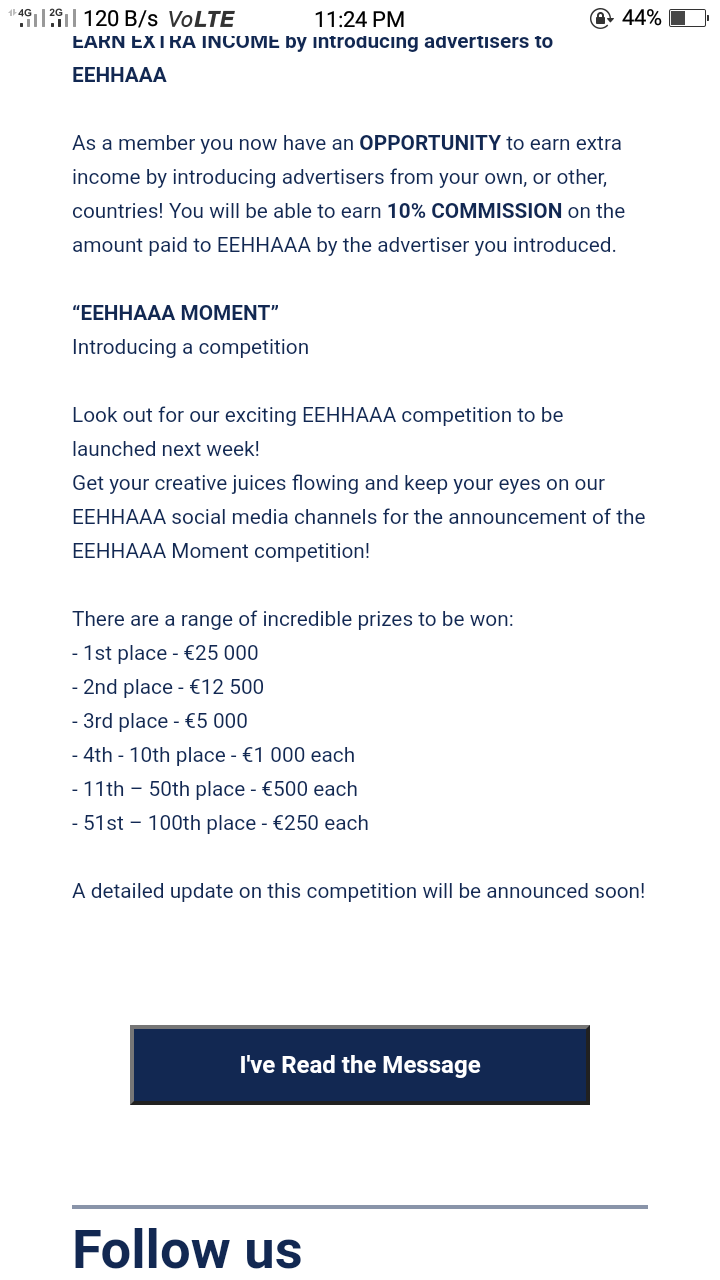 4G 2G 120 B/s VoLTE 11:24 PM 44%
EARN EXTRA INCOME by introducing advertisers to
EEHHAAA
As a member you now have an OPPORTUNITY to earn extra
income by introducing advertisers from your own, or other,
countries! You will be able to earn 10% COMMISSION on the
amount paid to EEHHAAA by the advertiser you introduced.
“EEHHAAA MOMENT”
Introducing a competition
Look out for our exciting EEHHAAA competition to be
launched next week!
Get your creative juices flowing and keep your eyes on our
EEHHAAA social media channels for the announcement of the
EEHHAAA Moment competition!
There are a range of incredible prizes to be won:
- 1st place - €25 000
- 2nd place - €12 500
- 3rd place - €5 000
- 4th - 10th place - €1 000 each
- 11th – 50th place - €500 each
- 51st – 100th place - €250 each
A detailed update on this competition will be announced soon!
I've Read the Message
Follow us